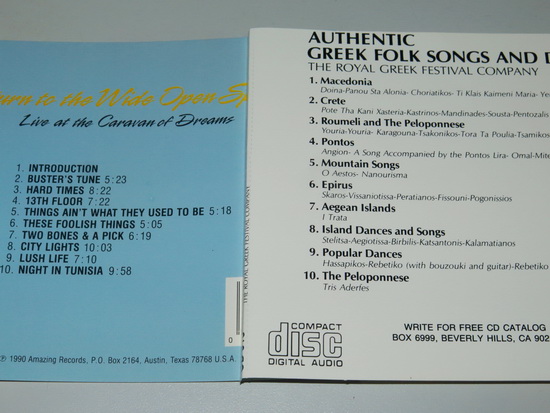 urn to the Wide Open
Live at the Caravan of Dreams
1. INTRODUCTION
2. BUSTER'S TUNE 5:23
3. HARD TIMES 8:22
4. 13TH FLOOR 7:22
5 THINGS AIN'T WHAT THEY USED TO BE 5:18
6. THESE FOOLISH THINGS 5:05
7. TWO BONES & A PICK 6:19
8. CITY LIGHTS 10:03
9. LUSH LIFE 7:10
10. NIGHT IN TUNISIA 9:58
℗ 1990 Amazing Records, P.O. Box 2164, Austin, Texas 78768 U.S.A.
0
THE ROYAL GREEK FESTIVAL COMPANY
AUTHENTIC
GREEK FOLK SONGS AND D
THE ROYAL GREEK FESTIVAL COMPANY
1. Macedonia
Doina-Panou Sta Alonia- Choriatikos- Ti Klais Kaimeni Maria- Ye
2. Crete
Pote Tha Kani Xasteria-Kastrinos-Mandinades-Sousta-Pentozalis
3. Roumeli and The Peloponnese
Youria-Youria- Karagouna-Tsakonikos-Tora Ta Poulia-Tsamikos
4. Pontos
Angion- A Song Accompanied by the Pontos Lira- Omal-Mite
5. Mountain Songs
O Aestos- Nanourisma
6. Epirus
Skaros-Vissaniotissa-Peratianos-Fissouni-Pogonissios
7. Aegean Islands
I Trata
8. Island Dances and Songs
Stelitsa-Aegiotissa-Birbilis-Katsantonis-Kalamatianos
9. Popular Dances
Hassapikos-Rebetiko (with bouzouki and guitar)-Rebetiko
10. The Peloponnese
Tris Aderfes
COMPACT
disc
DIGITAL AUDIO
WRITE FOR FREE CD CATALOG
BOX 6999, BEVERLY HILLS, CA 902